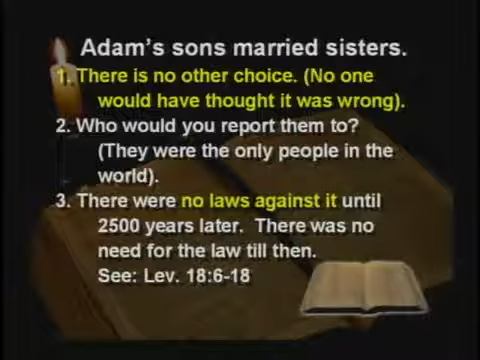 Adam's sons married sisters.
1. There is no other choice. (No one
would have thought it was wrong).
2. Who would you report them to?
(They were the only people in the
world).
3. There were no laws against it until
2500 years later. There was no
need for the law till then.
See: Lev. 18:6-18